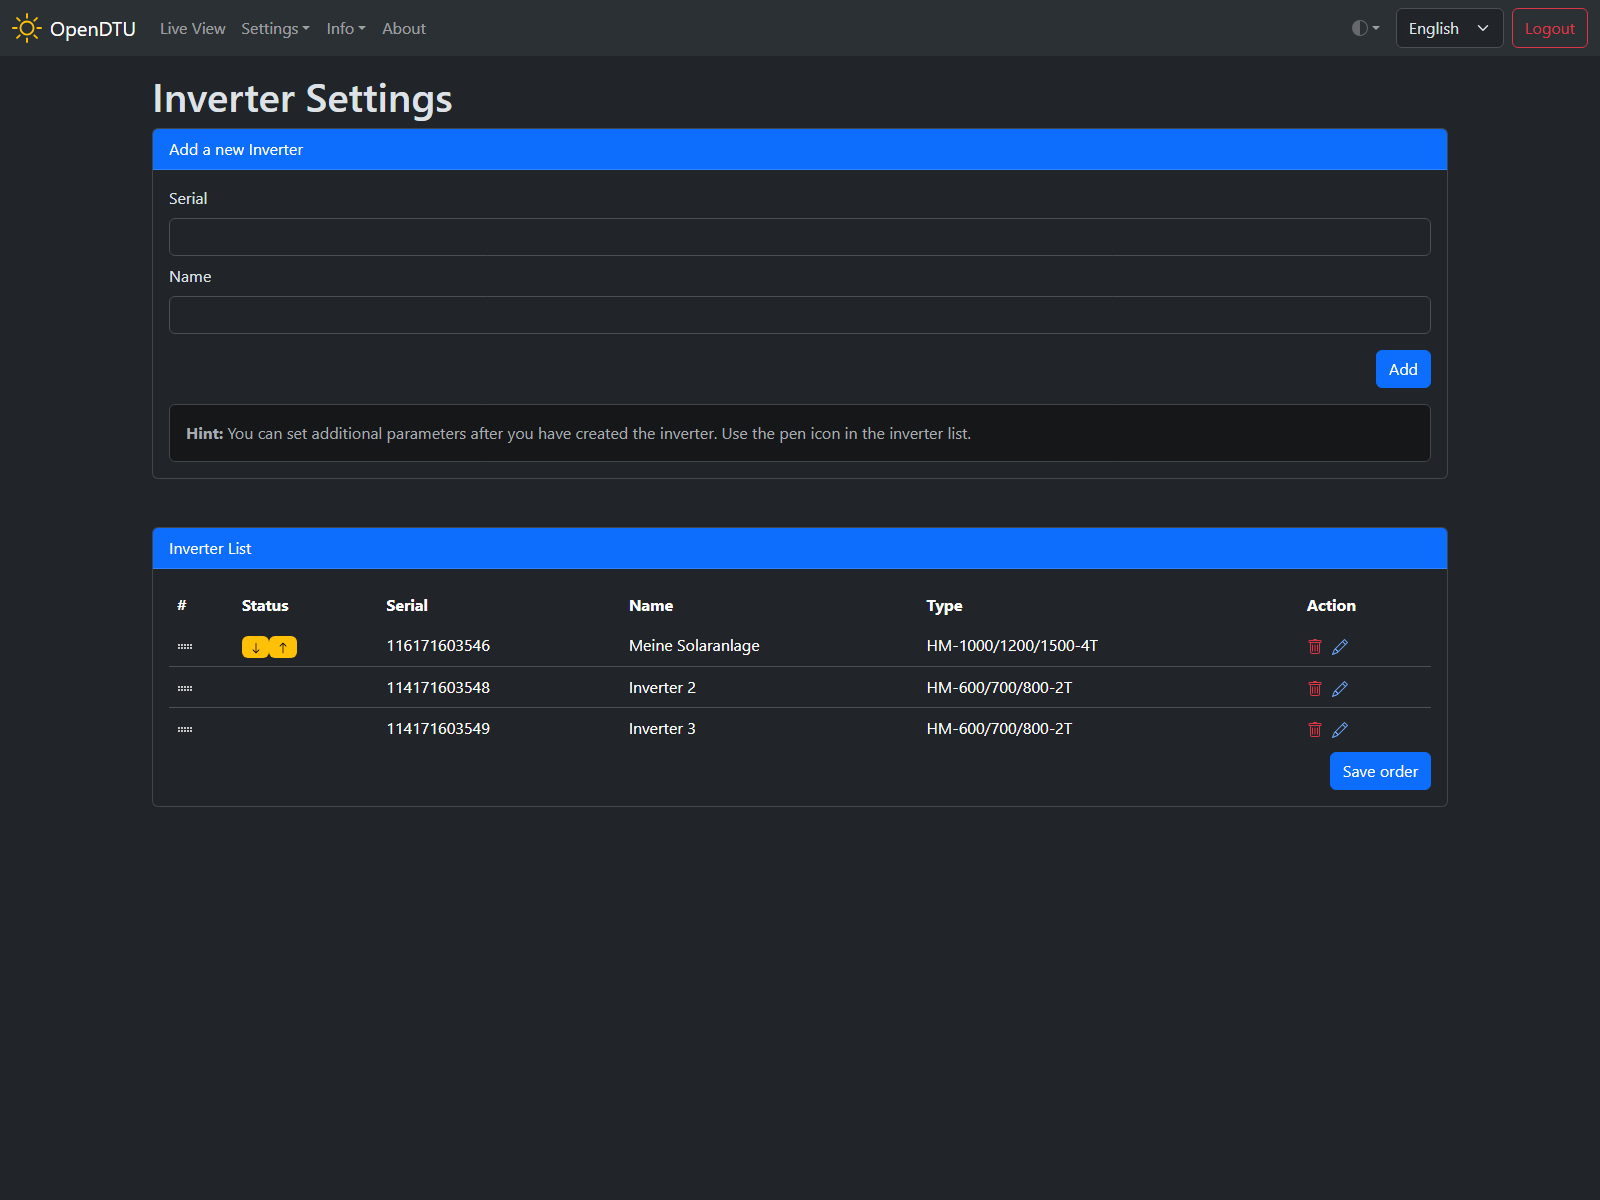 OpenDTU Live View Settings Info About English Logout
Inverter Settings
Add a new Inverter
Serial
Name
Add
Hint: You can set additional parameters after you have created the inverter. Use the pen icon in the inverter list.
Inverter List
# Status Serial Name Type Action
↓ ↑ 116171603546 Meine Solaranlage HM-1000/1200/1500-4T
114171603548 Inverter 2 HM-600/700/800-2T
114171603549 Inverter 3 HM-600/700/800-2T
Save order